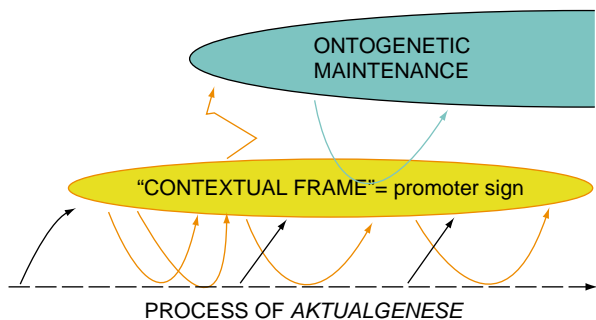 ONTOGENETIC
MAINTENANCE
“CONTEXTUAL FRAME”= promoter sign
PROCESS OF AKTUALGENESE